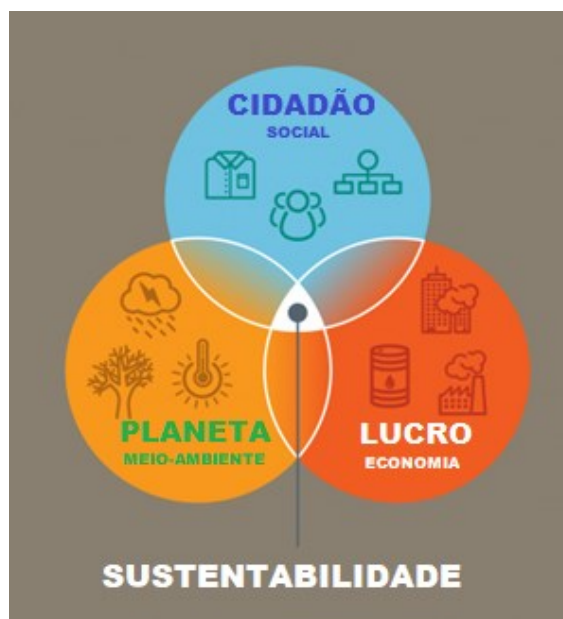 CIDADÃO
SOCIAL
PLANETA
MEIO-AMBIENTE
LUCRO
ECONOMIA
SUSTENTABILIDADE